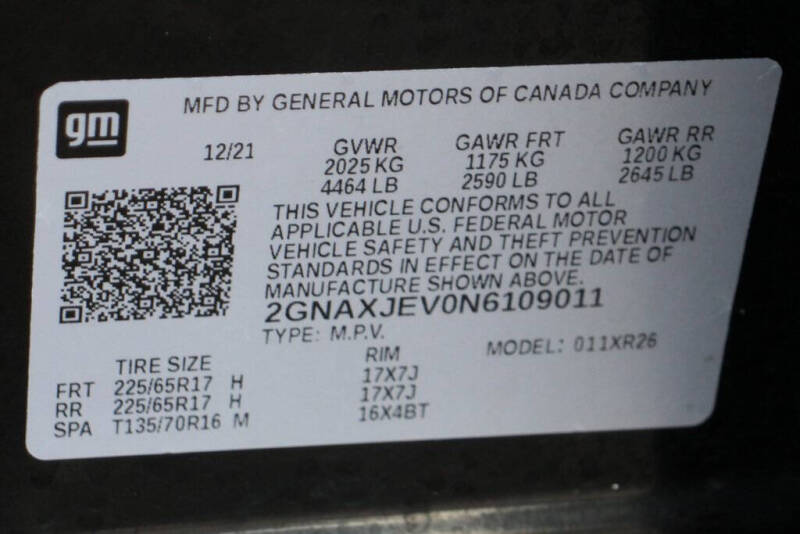 gm
MFD BY GENERAL MOTORS OF CANADA COMPANY
12/21 GVWR GAWR FRT GAWR RR
2025 KG 1175 KG 1200 KG
4464 LB 2590 LB 2645 LB
THIS VEHICLE CONFORMS TO ALL
APPLICABLE U.S. FEDERAL MOTOR
VEHICLE SAFETY AND THEFT PREVENTION
STANDARDS IN EFFECT ON THE DATE OF
MANUFACTURE SHOWN ABOVE.
2GNAXJEV0N6109011
TYPE: M.P.V. MODEL: 011XR26
TIRE SIZE RIM
FRT 225/65R17 H 17X7J
RR 225/65R17 H 17X7J
SPA T135/70R16 M 16X4BT